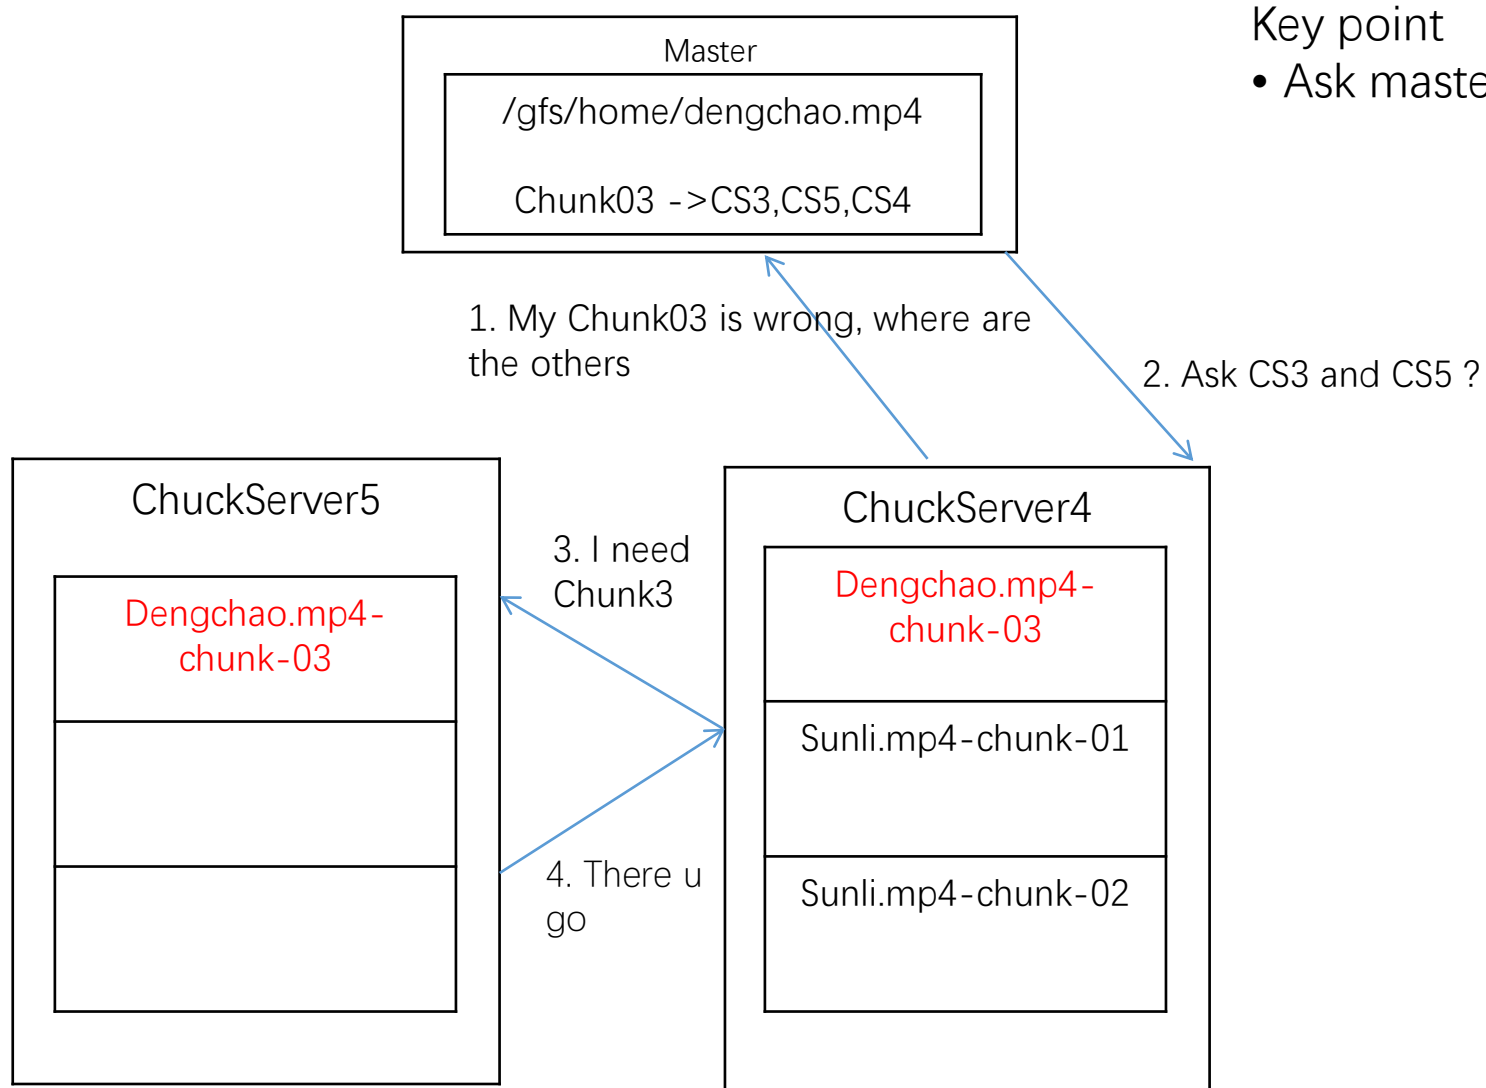 Key point
• Ask maste
Master
/gfs/home/dengchao.mp4
Chunk03 ->CS3,CS5,CS4
1. My Chunk03 is wrong, where are
the others
2. Ask CS3 and CS5 ?
ChuckServer5
Dengchao.mp4-
chunk-03
3. I need
Chunk3
4. There u
go
ChuckServer4
Dengchao.mp4-
chunk-03
Sunli.mp4-chunk-01
Sunli.mp4-chunk-02